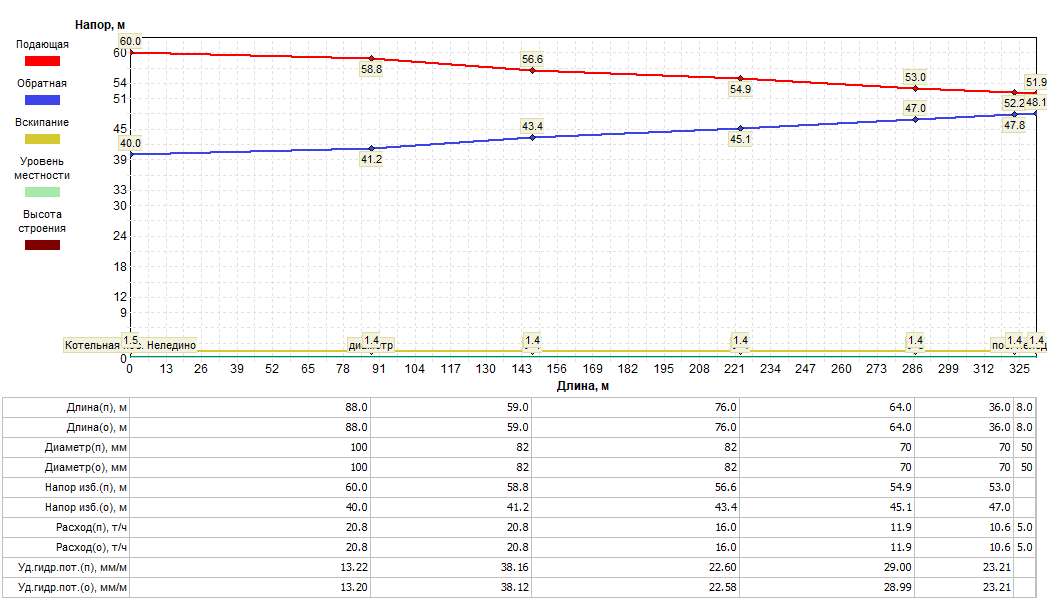 Напор, м
Подающая
Обратная
Вскипание
Уровень
местности
Высота
строения
60.0
58.8
56.6
54.9
53.0
52.2
51.9
40.0
41.2
43.4
45.1
47.0
47.8
48.1
60
54
51
45
39
33
30
24
18
12
9
0
1.5 1.4 1.4 1.4 1.4 1.4 1.4
Котельная Непедино
0 13 26 39 52 65 78 91 104 117 130 143 156 169 182 195 208 221 234 247 260 273 286 299 312 325
Длина, м
Длина(п), м 88.0 59.0 76.0 64.0 36.0 8.0
Длина(о), м 88.0 59.0 76.0 64.0 36.0 8.0
Диаметр(п), мм 100 82 82 70 70 50
Диаметр(о), мм 100 82 82 70 70 50
Напор изб.(п), м 60.0 58.8 56.6 54.9 53.0
Напор изб.(о), м 40.0 41.2 43.4 45.1 47.0
Расход(п), т/ч 20.8 20.8 16.0 11.9 10.6 5.0
Расход(о), т/ч 20.8 20.8 16.0 11.9 10.6 5.0
Уд.гидр.пот.(п), мм/м 13.22 38.16 22.60 29.00 23.21
Уд.гидр.пот.(о), мм/м 13.20 38.12 22.58 28.99 23.21